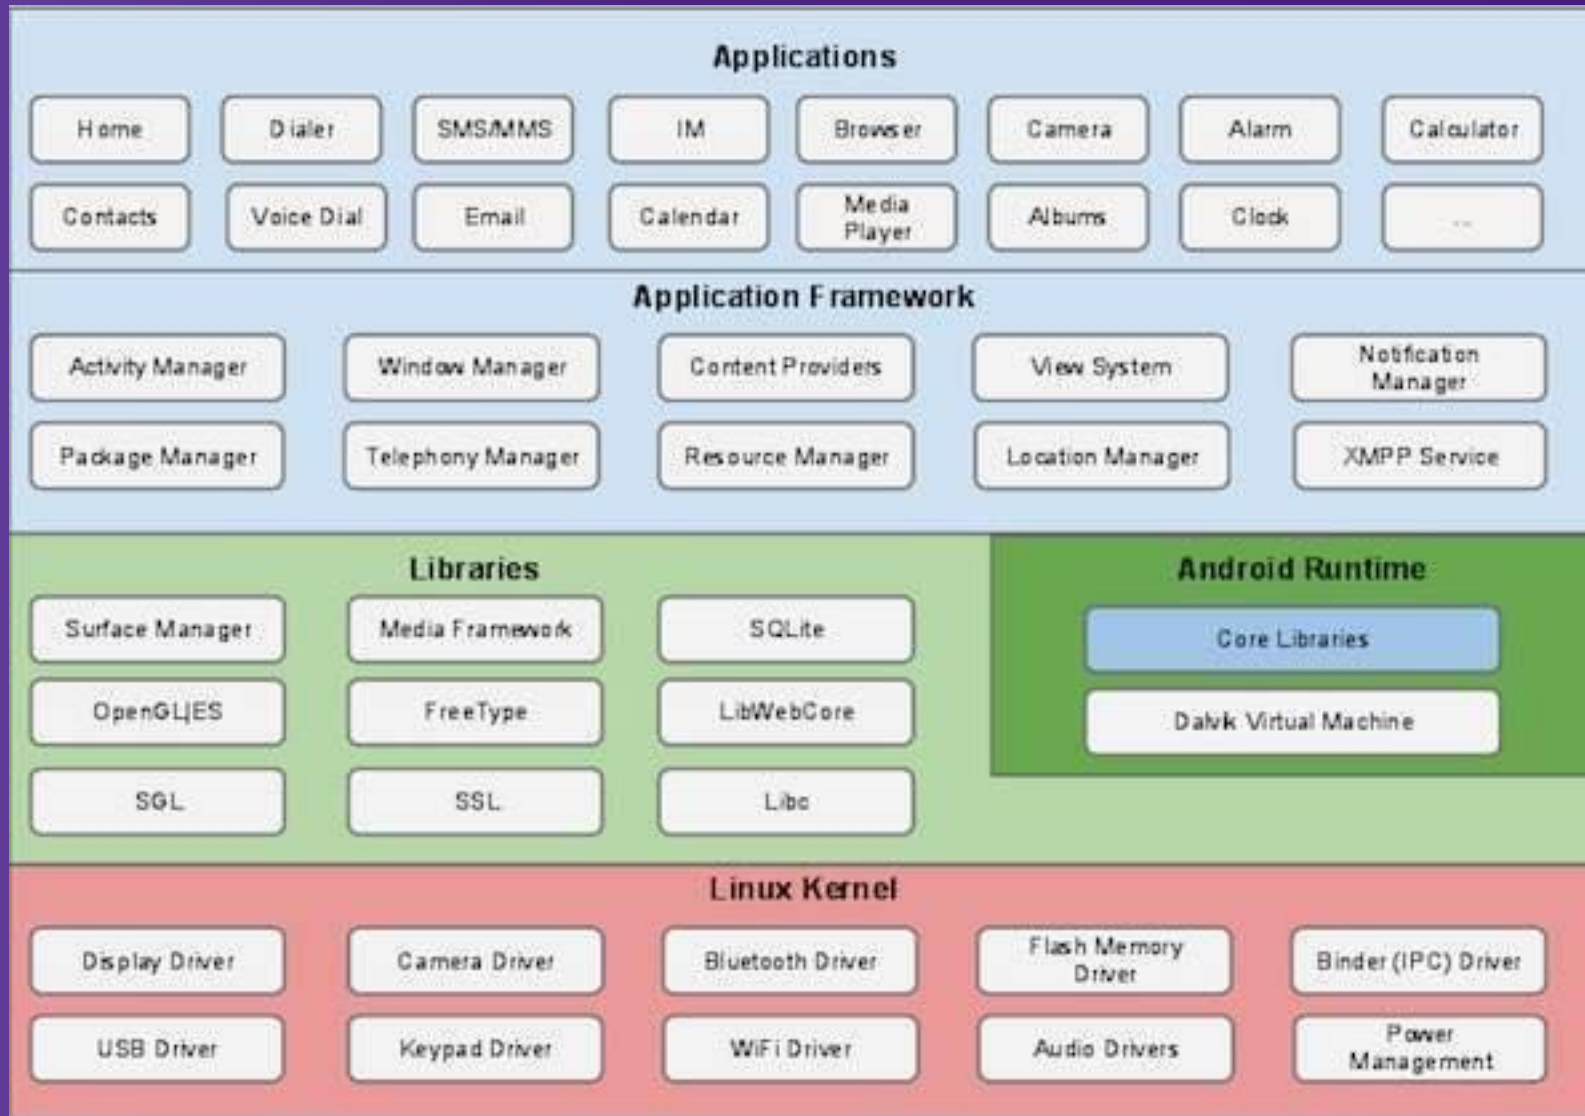 Applications
Home Dialer SMS/MMS IM Browser Camera Alarm Calculator
Contacts Voice Dial Email Calendar Media Player Albums Clock ...
Application Framework
Activity Manager Window Manager Content Providers View System Notification Manager
Package Manager Telephony Manager Resource Manager Location Manager XMPP Service
Libraries
Android Runtime
Surface Manager Media Framework SQLite
Core Libraries
OpenGL|ES FreeType LibWebCore
Dalvik Virtual Machine
SGL SSL Libc
Linux Kernel
Display Driver Camera Driver Bluetooth Driver Flash Memory Driver Binder (IPC) Driver
USB Driver Keypad Driver WiFi Driver Audio Drivers Power Management